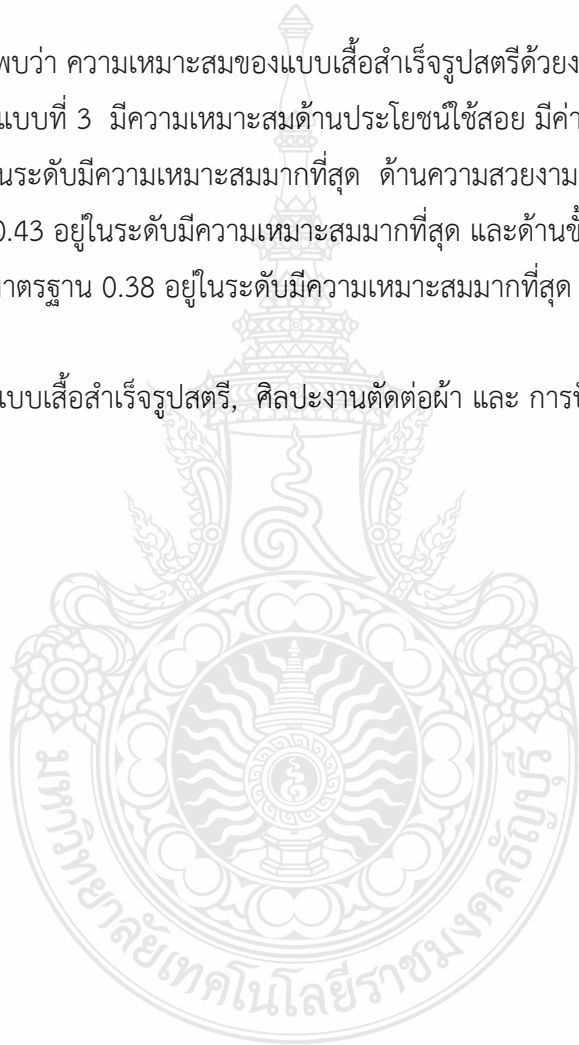 พบว่า ความเหมาะสมของแบบเสื้อสำเร็จรูปสตรีด้วยง
แบบที่ 3 มีความเหมาะสมด้านประโยชน์ใช้สอย มีค่า
นระดับมีความเหมาะสมมากที่สุด ด้านความสวยงาม
0.43 อยู่ในระดับมีความเหมาะสมมากที่สุด และด้านขั้
มาตรฐาน 0.38 อยู่ในระดับมีความเหมาะสมมากที่สุด
แบบเสื้อสำเร็จรูปสตรี, ศิลปะงานตัดต่อผ้า และ การ
มหาวิทยาลัยเทคโนโลยีราชมงคลธัญบุรี